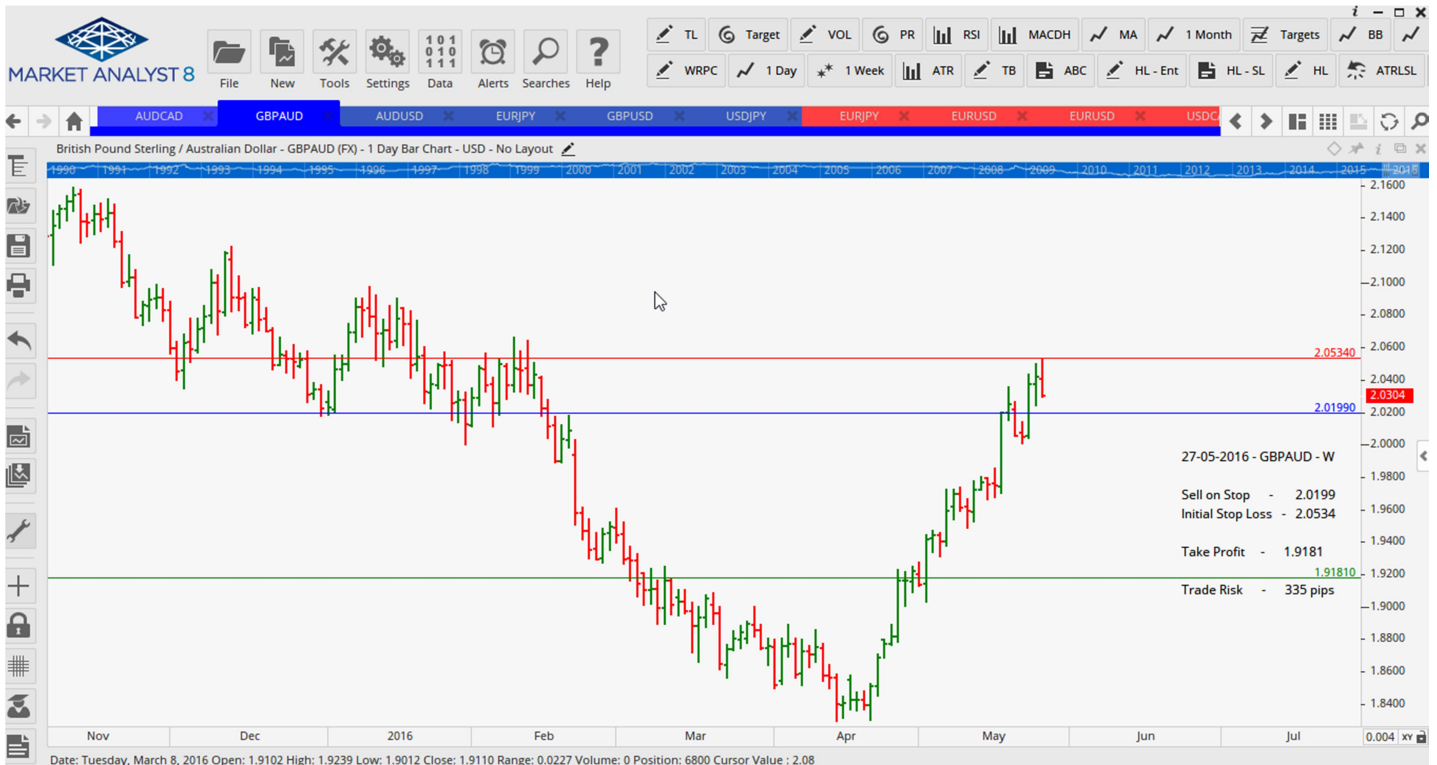 i
MARKET ANALYST 8
File New Tools Settings Data Alerts Searches Help
101
010
111
TL Target VOL PR RSI MACDH MA 1 Month Targets BB
WRPC 1 Day 1 Week ATR TB ABC HL - Ent HL - SL HL ATRLSL
AUDCAD GBPAUD AUDUSD EURJPY GBPUSD USDJPY EURJPY EURUSD EURUSD USDCA
British Pound Sterling / Australian Dollar - GBPAUD (FX) - 1 Day Bar Chart - USD - No Layout
1990 1991 1992 1993 1994 1995 1996 1997 1998 1999 2000 2001 2002 2003 2004 2005 2006 2007 2008 2009 2010 2011 2012 2013 2014 2015 2016
2.1600
2.1400
2.1200
2.1000
2.0800
2.0600
2.05340
2.0400
2.0304
2.01990
2.0200
2.0000
27-05-2016 - GBPAUD - W
1.9800
Sell on Stop - 2.0199
Initial Stop Loss - 2.0534
1.9600
1.9400
Take Profit - 1.9181
1.91810
1.9200
Trade Risk - 335 pips
1.9000
1.8800
1.8600
1.8400
Nov Dec 2016 Feb Mar Apr May Jun Jul 0.004 XY
Date: Tuesday, March 8, 2016 Open: 1.9102 High: 1.9239 Low: 1.9012 Close: 1.9110 Range: 0.0227 Volume: 0 Position: 6800 Cursor Value : 2.08